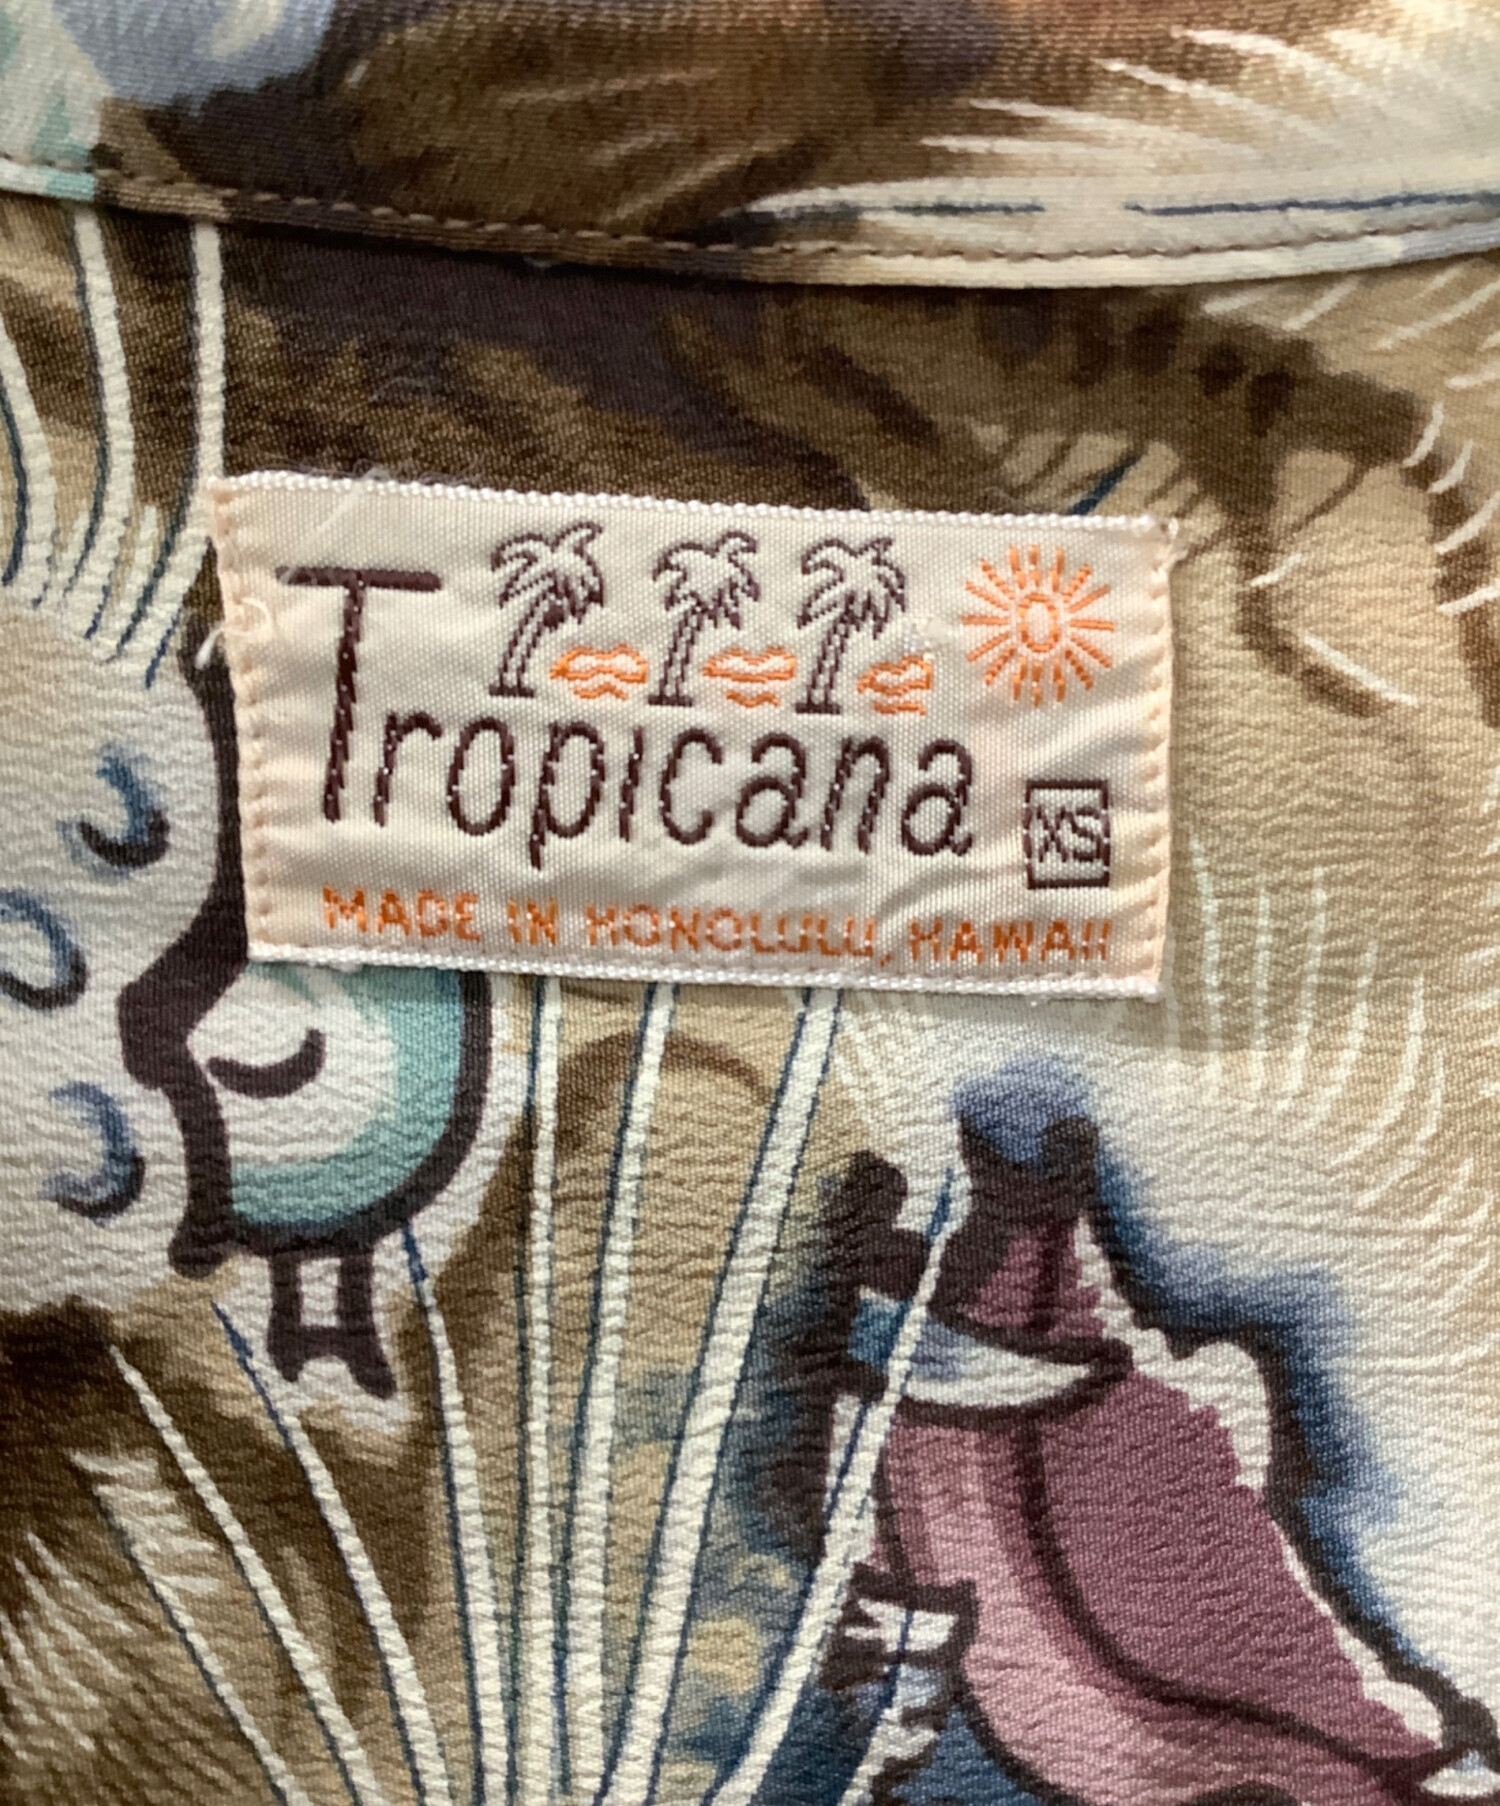 Tropicana
XS
MADE IN HONOLULU, HAWAII